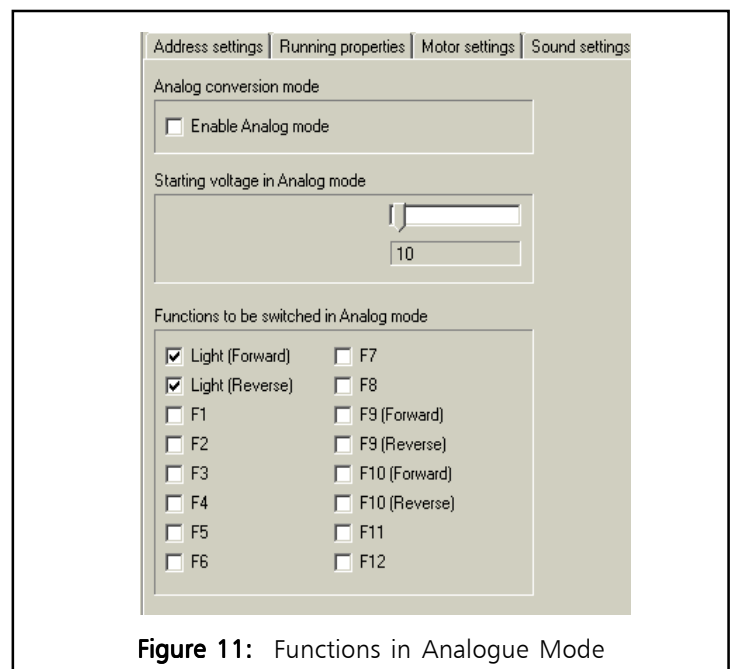 Address settings Running properties Motor settings Sound settings
Analog conversion mode
Enable Analog mode
Starting voltage in Analog mode
10
Functions to be switched in Analog mode
Light (Forward)
Light (Reverse)
F1
F2
F3
F4
F5
F6
F7
F8
F9 (Forward)
F9 (Reverse)
F10 (Forward)
F10 (Reverse)
F11
F12
Figure 11: Functions in Analogue Mode